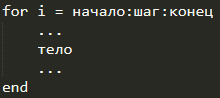 for i = начало:шаг:конец
...
тело
...
end